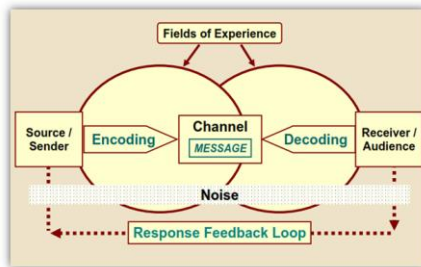 Fields of Experience
Source /
Sender
Encoding
Channel
MESSAGE
Decoding
Receiver /
Audience
Noise
Response Feedback Loop